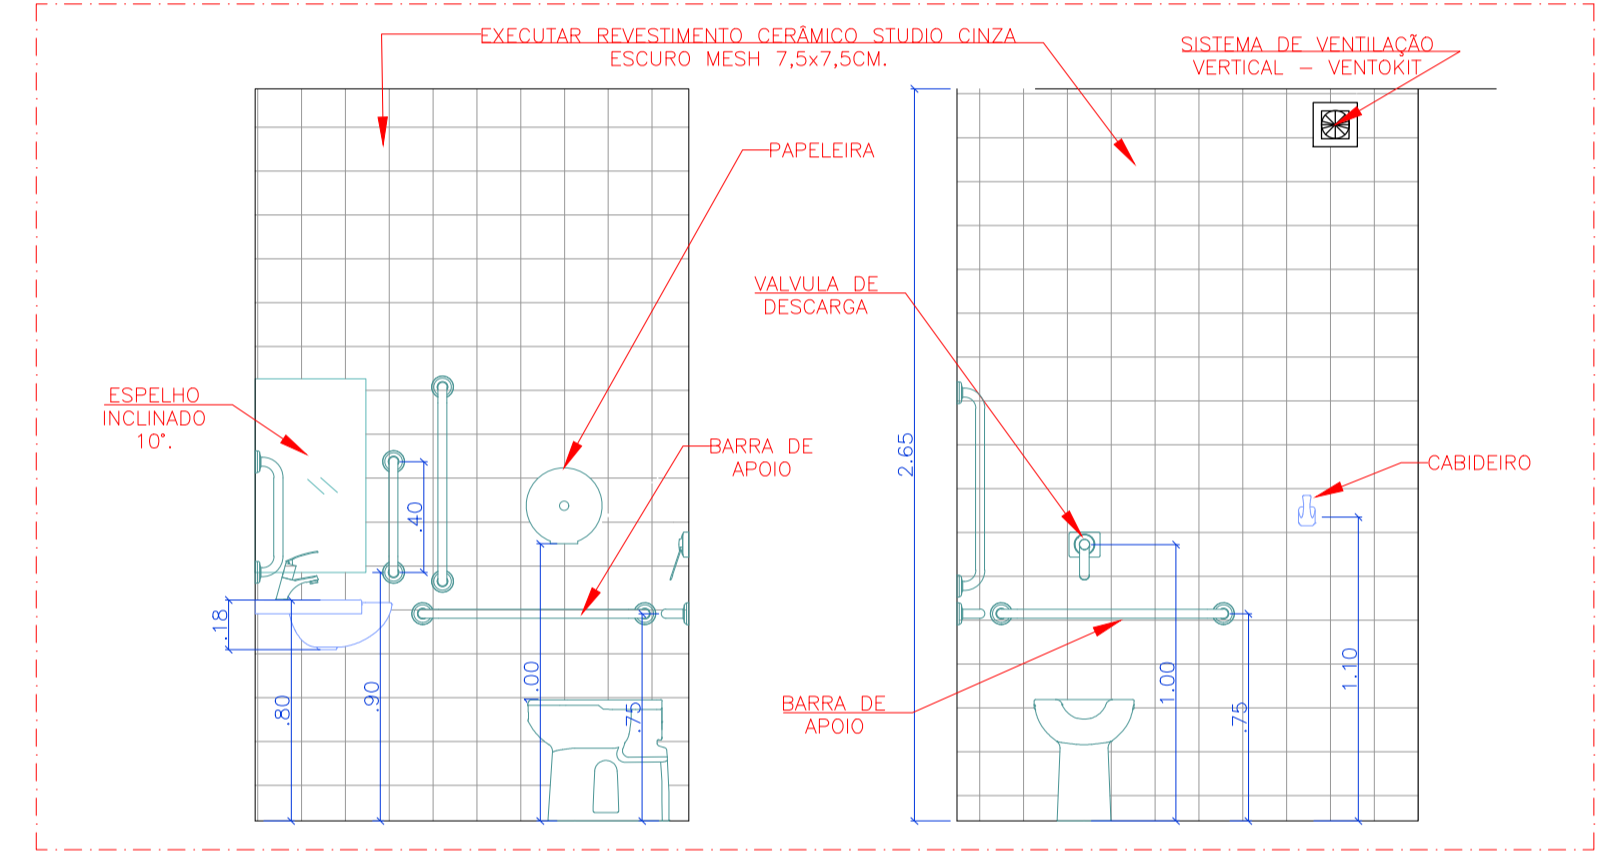 EXECUTAR REVESTIMENTO CERÂMICO STUDIO CINZA
ESCURO MESH 7,5x7,5CM.
SISTEMA DE VENTILAÇÃO
VERTICAL – VENTOKIT
PAPELEIRA
VALVULA DE
DESCARGA
ESPELHO
INCLINADO
10°.
BARRA DE
APOIO
CABIDEIRO
2.65
.40
.18
.80
.90
1.00
.75
BARRA DE
APOIO
1.00
.75
1.10